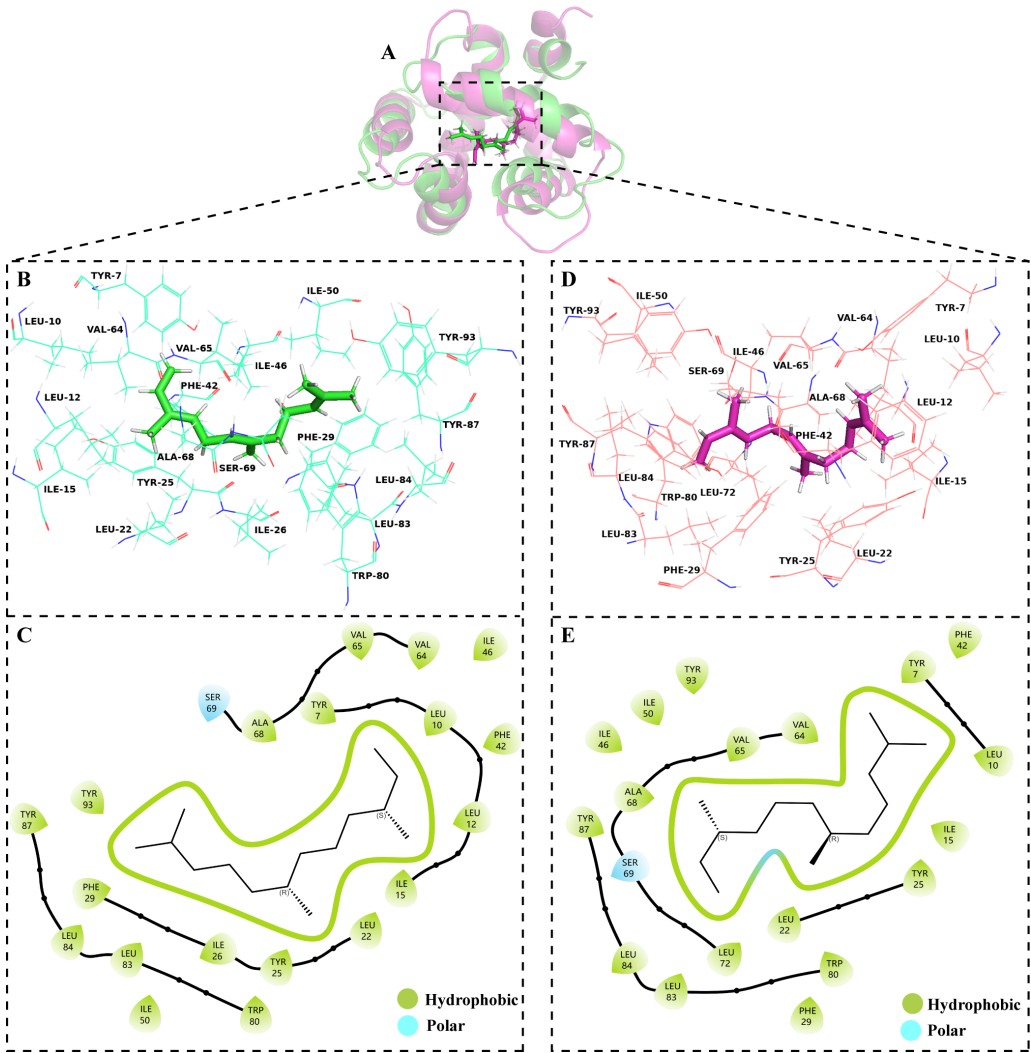 A
B
TYR-7
ILE-50
LEU-10
VAL-64
VAL-65
TYR-93
ILE-46
PHE-42
LEU-12
TYR-87
PHE-29
ALA-68
SER-69
TYR-25
LEU-84
ILE-15
LEU-22
ILE-26
LEU-83
TRP-80
D
ILE-50
TYR-7
TYR-93
VAL-64
LEU-10
ILE-46
VAL-65
SER-69
ALA-68
LEU-12
PHE-42
TYR-87
LEU-84
TRP-80
LEU-72
ILE-15
LEU-83
LEU-22
PHE-29
TYR-25
C
VAL
65
VAL
64
ILE
46
SER
69
ALA
68
TYR
7
LEU
10
PHE
42
TYR
93
(S)
TYR
87
LEU
12
PHE
29
(R)
ILE
15
LEU
84
LEU
83
ILE
26
TYR
25
LEU
22
ILE
50
TRP
80
Hydrophobic
Polar
E
PHE
42
TYR
7
TYR
93
ILE
50
ILE
46
VAL
65
VAL
64
LEU
10
ALA
68
(S)
(R)
TYR
87
ILE
15
SER
69
TYR
25
LEU
22
LEU
84
LEU
72
LEU
83
TRP
80
PHE
29
Hydrophobic
Polar